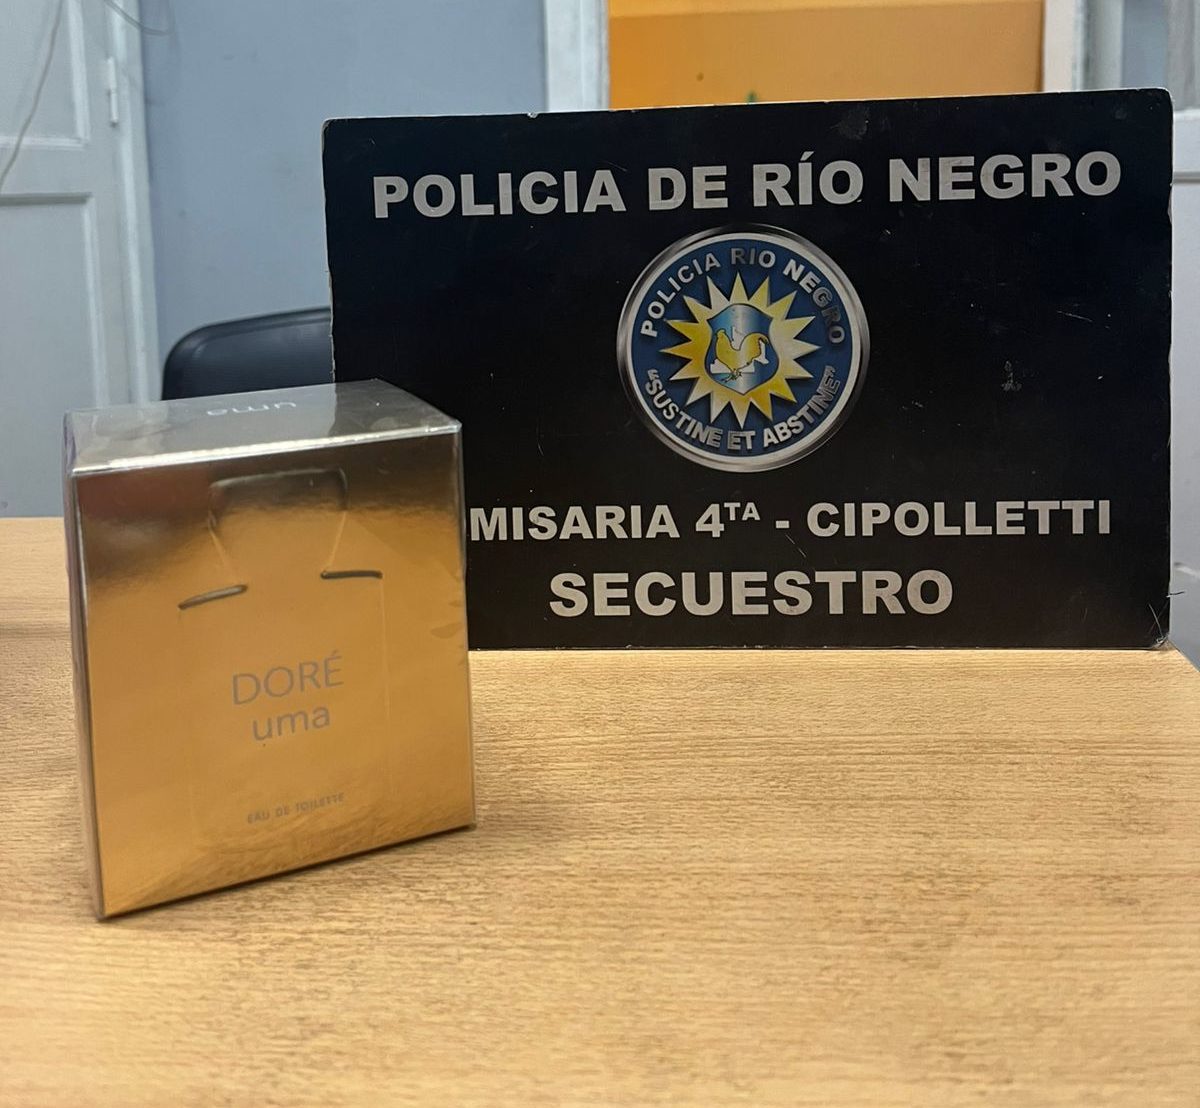 POLICIA DE RÍO NEGRO
POLICIA RIO NEGRO
"SUSTINE ET ABSTINE"
MISARIA 4TA - CIPOLLETTI
SECUESTRO
uma
DORÉ
uma
EAU DE TOILETTE